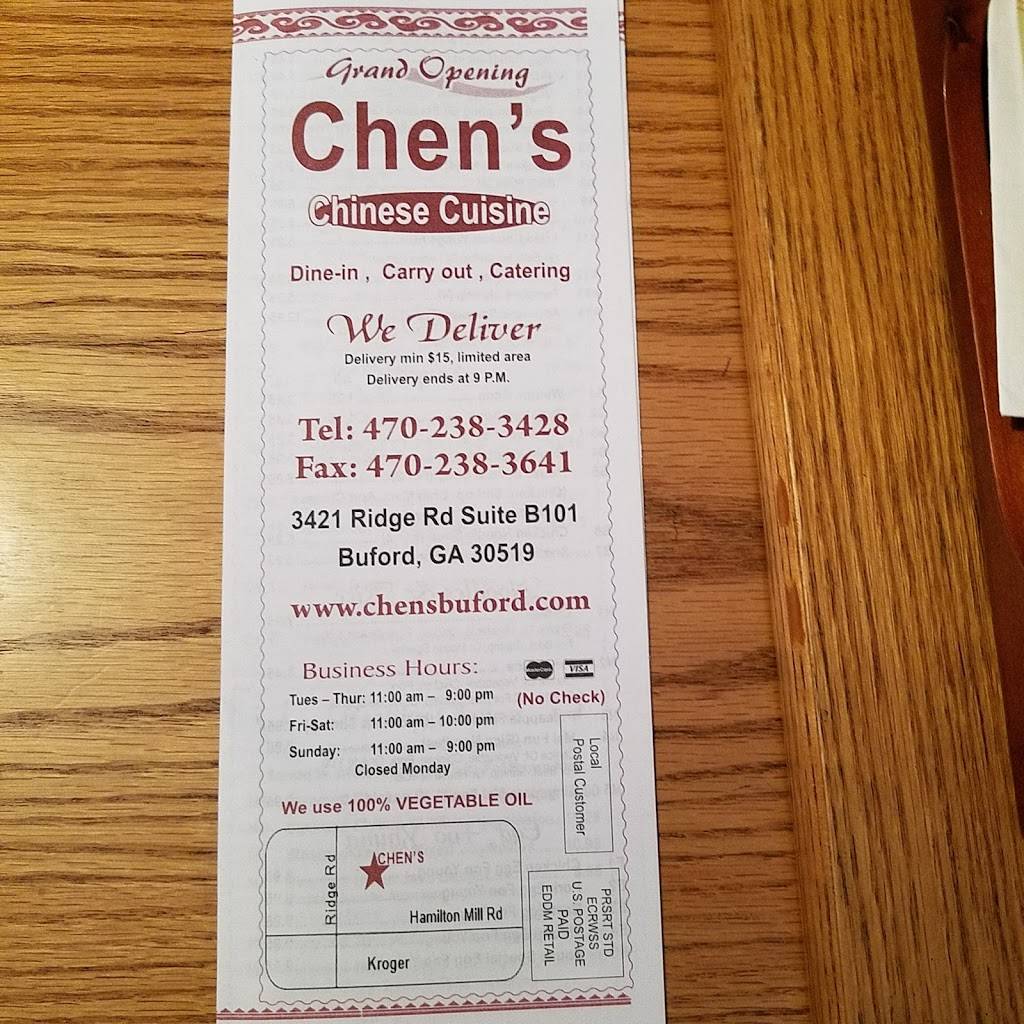 Grand Opening
Chen's
Chinese Cuisine
Dine-in , Carry out , Catering
We Deliver
Delivery min $15, limited area
Delivery ends at 9 P.M.
Tel: 470-238-3428
Fax: 470-238-3641
3421 Ridge Rd Suite B101
Buford, GA 30519
www.chensbuford.com
Business Hours:
MasterCard VISA
Tues – Thur: 11:00 am – 9:00 pm
(No Check)
Fri-Sat: 11:00 am – 10:00 pm
Sunday: 11:00 am – 9:00 pm
Closed Monday
Local
Postal Customer
We use 100% VEGETABLE OIL
Ridge Rd
CHEN'S
Hamilton Mill Rd
Kroger
PRSRT STD
ECRWSS
U.S. POSTAGE
PAID
EDDM RETAIL